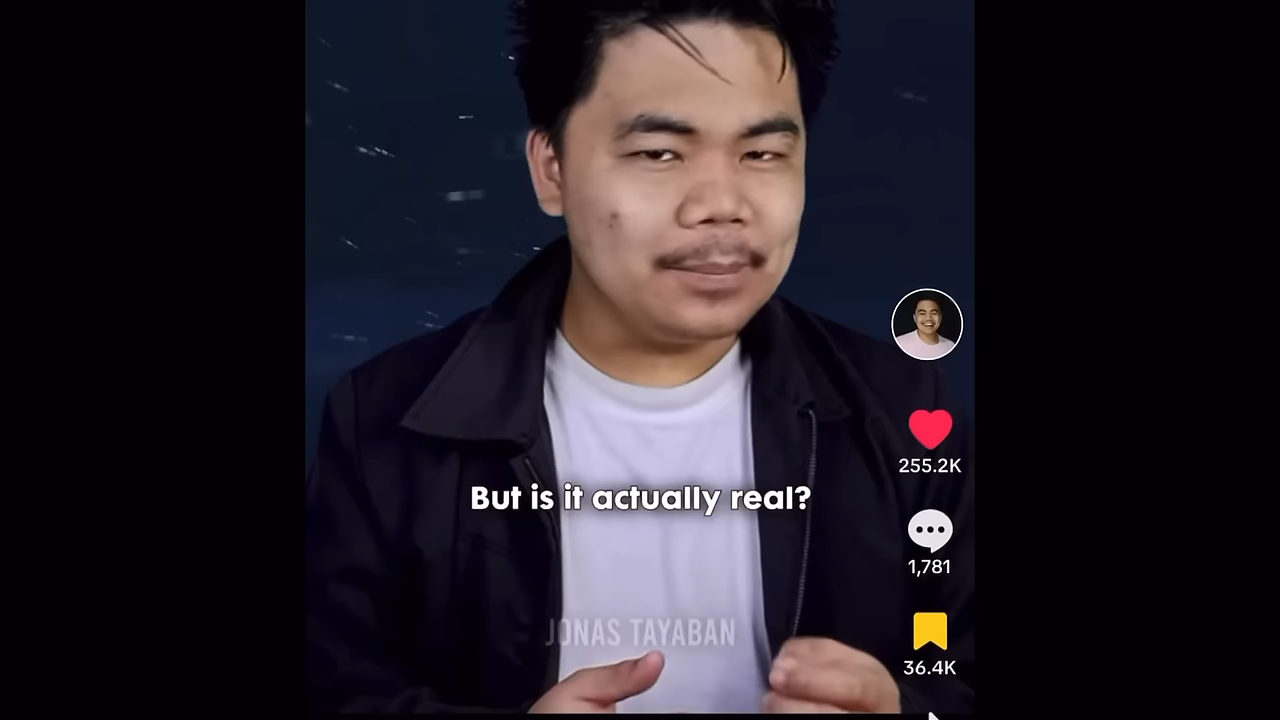 255.2K
But is it actually real?
1,781
JONAS TAYABAN
36.4K